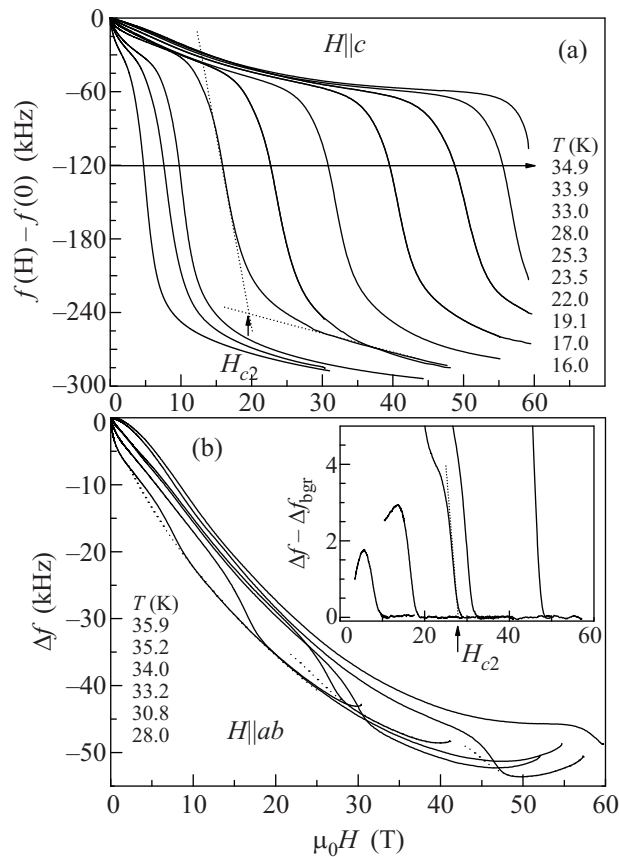 0
−60
−120
−180
−240
−300
f (H) − f (0) (kHz)
H||c
(a)
T (K)
34.9
33.9
33.0
28.0
25.3
23.5
22.0
19.1
17.0
16.0
Hc2
0 10 20 30 40 50 60
0
−10
−20
−30
−40
−50
Δf (kHz)
(b)
T (K)
35.9
35.2
34.0
33.2
30.8
28.0
H||ab
4
2
0
Δf − Δfbgr
0 20 40 60
Hc2
0 10 20 30 40 50 60
μ0H (T)